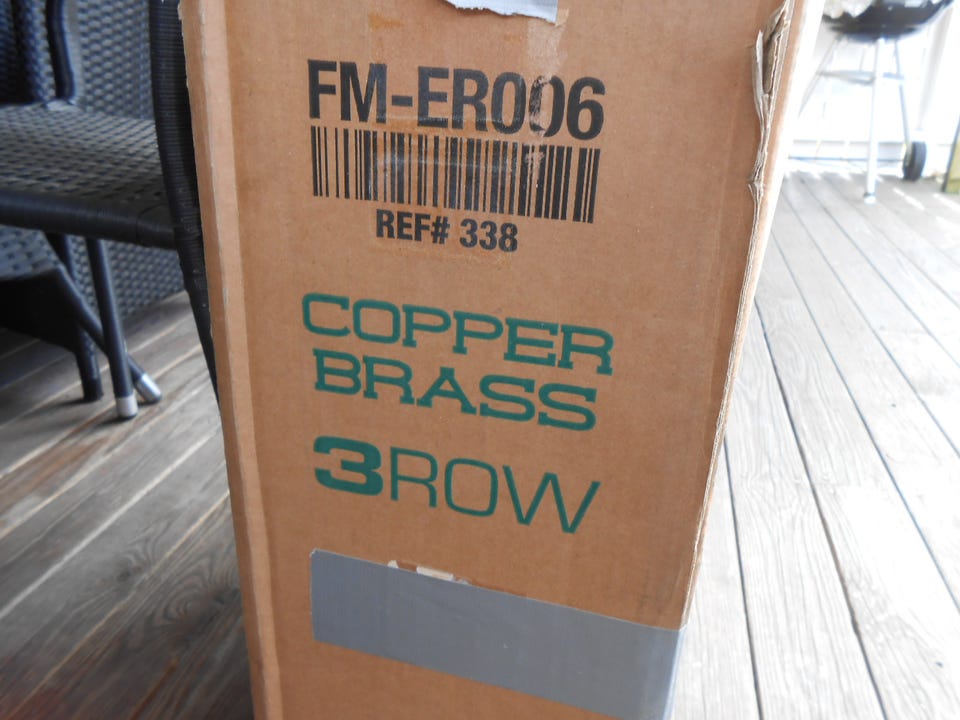 FM-ER006
REF# 338
COPPER
BRASS
3ROW